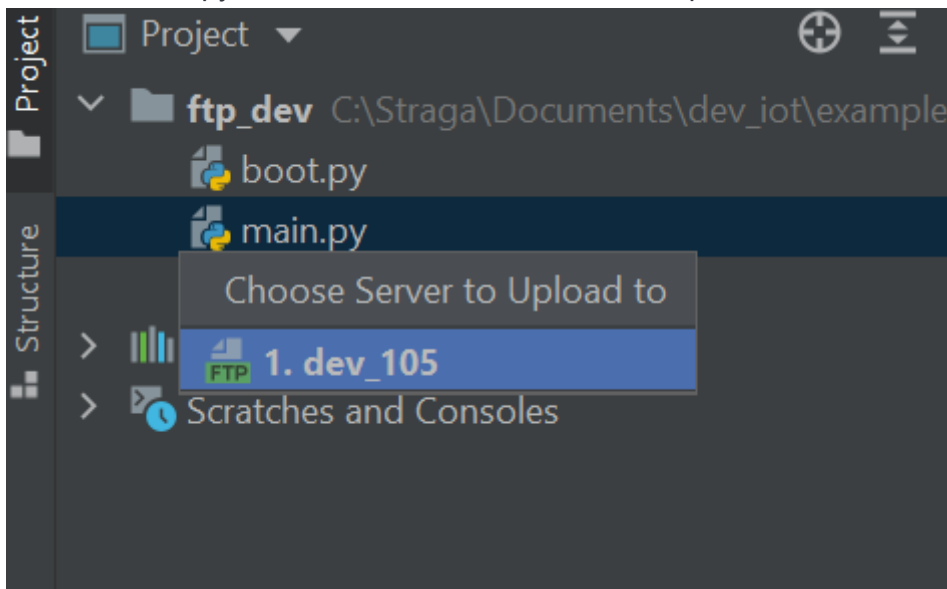 Project
Project
ftp_dev C:\Straga\Documents\dev_iot\example
boot.py
main.py
Choose Server to Upload to
Structure
FTP 1. dev_105
Scratches and Consoles